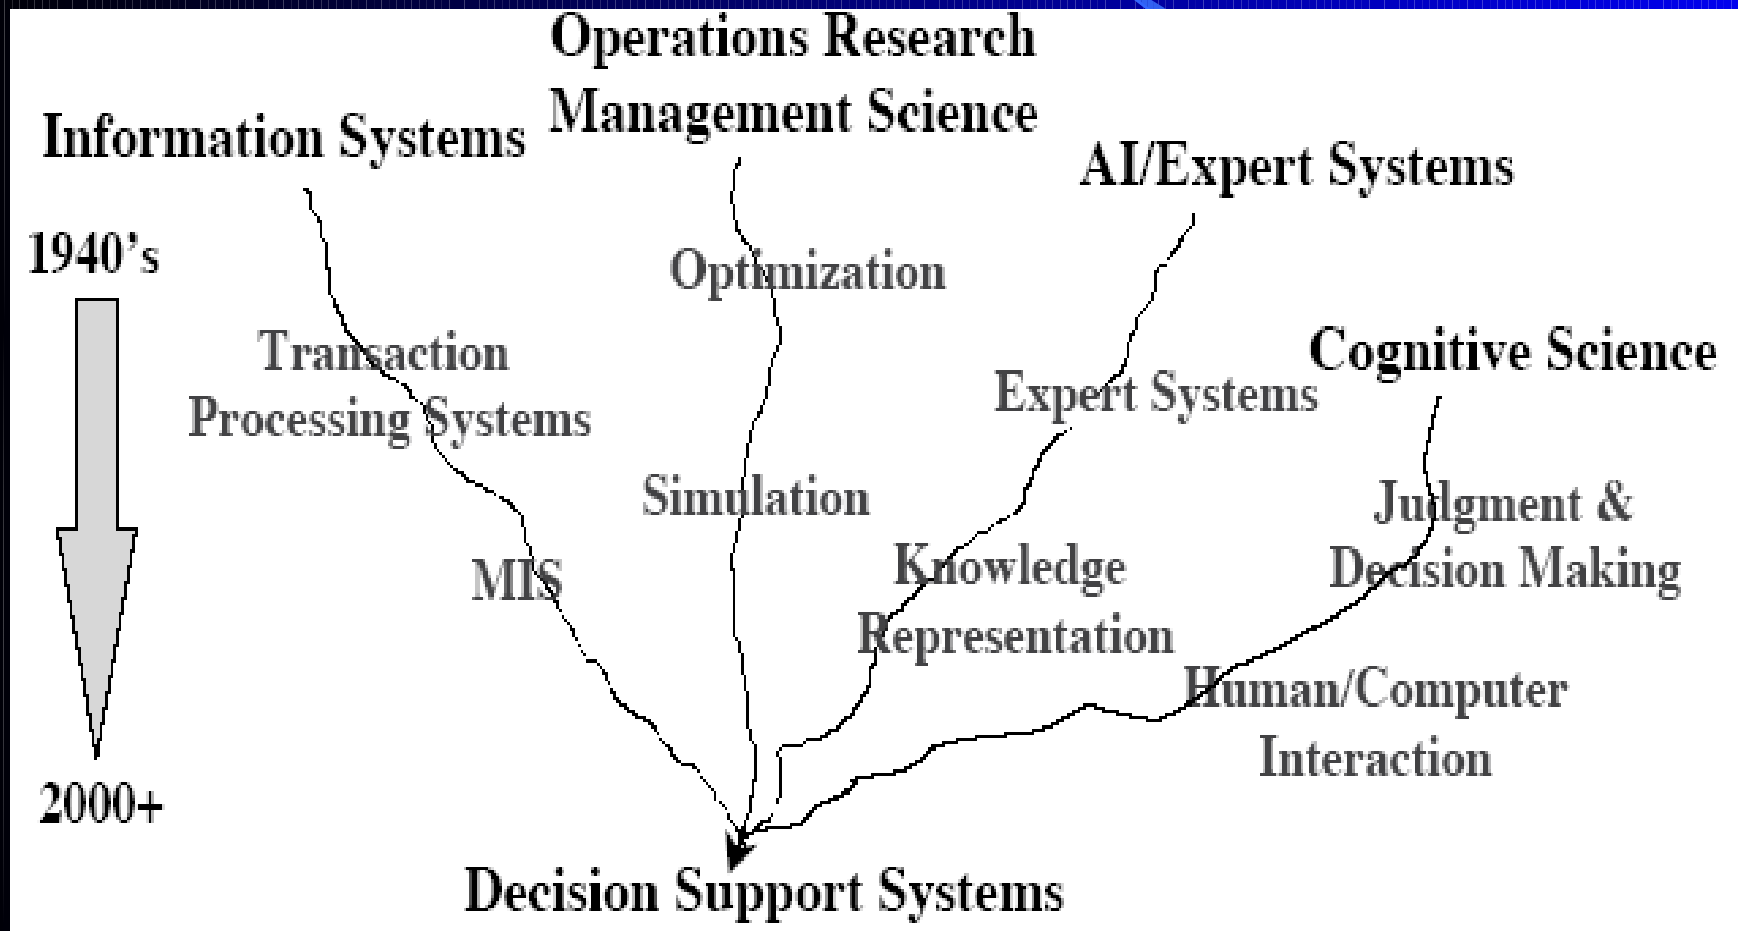 Operations Research
Management Science
Information Systems
AI/Expert Systems
1940's
Optimization
Transaction
Processing Systems
Cognitive Science
Expert Systems
Simulation
Judgment &
Decision Making
MIS
Knowledge
Representation
Human/Computer
Interaction
2000+
Decision Support Systems